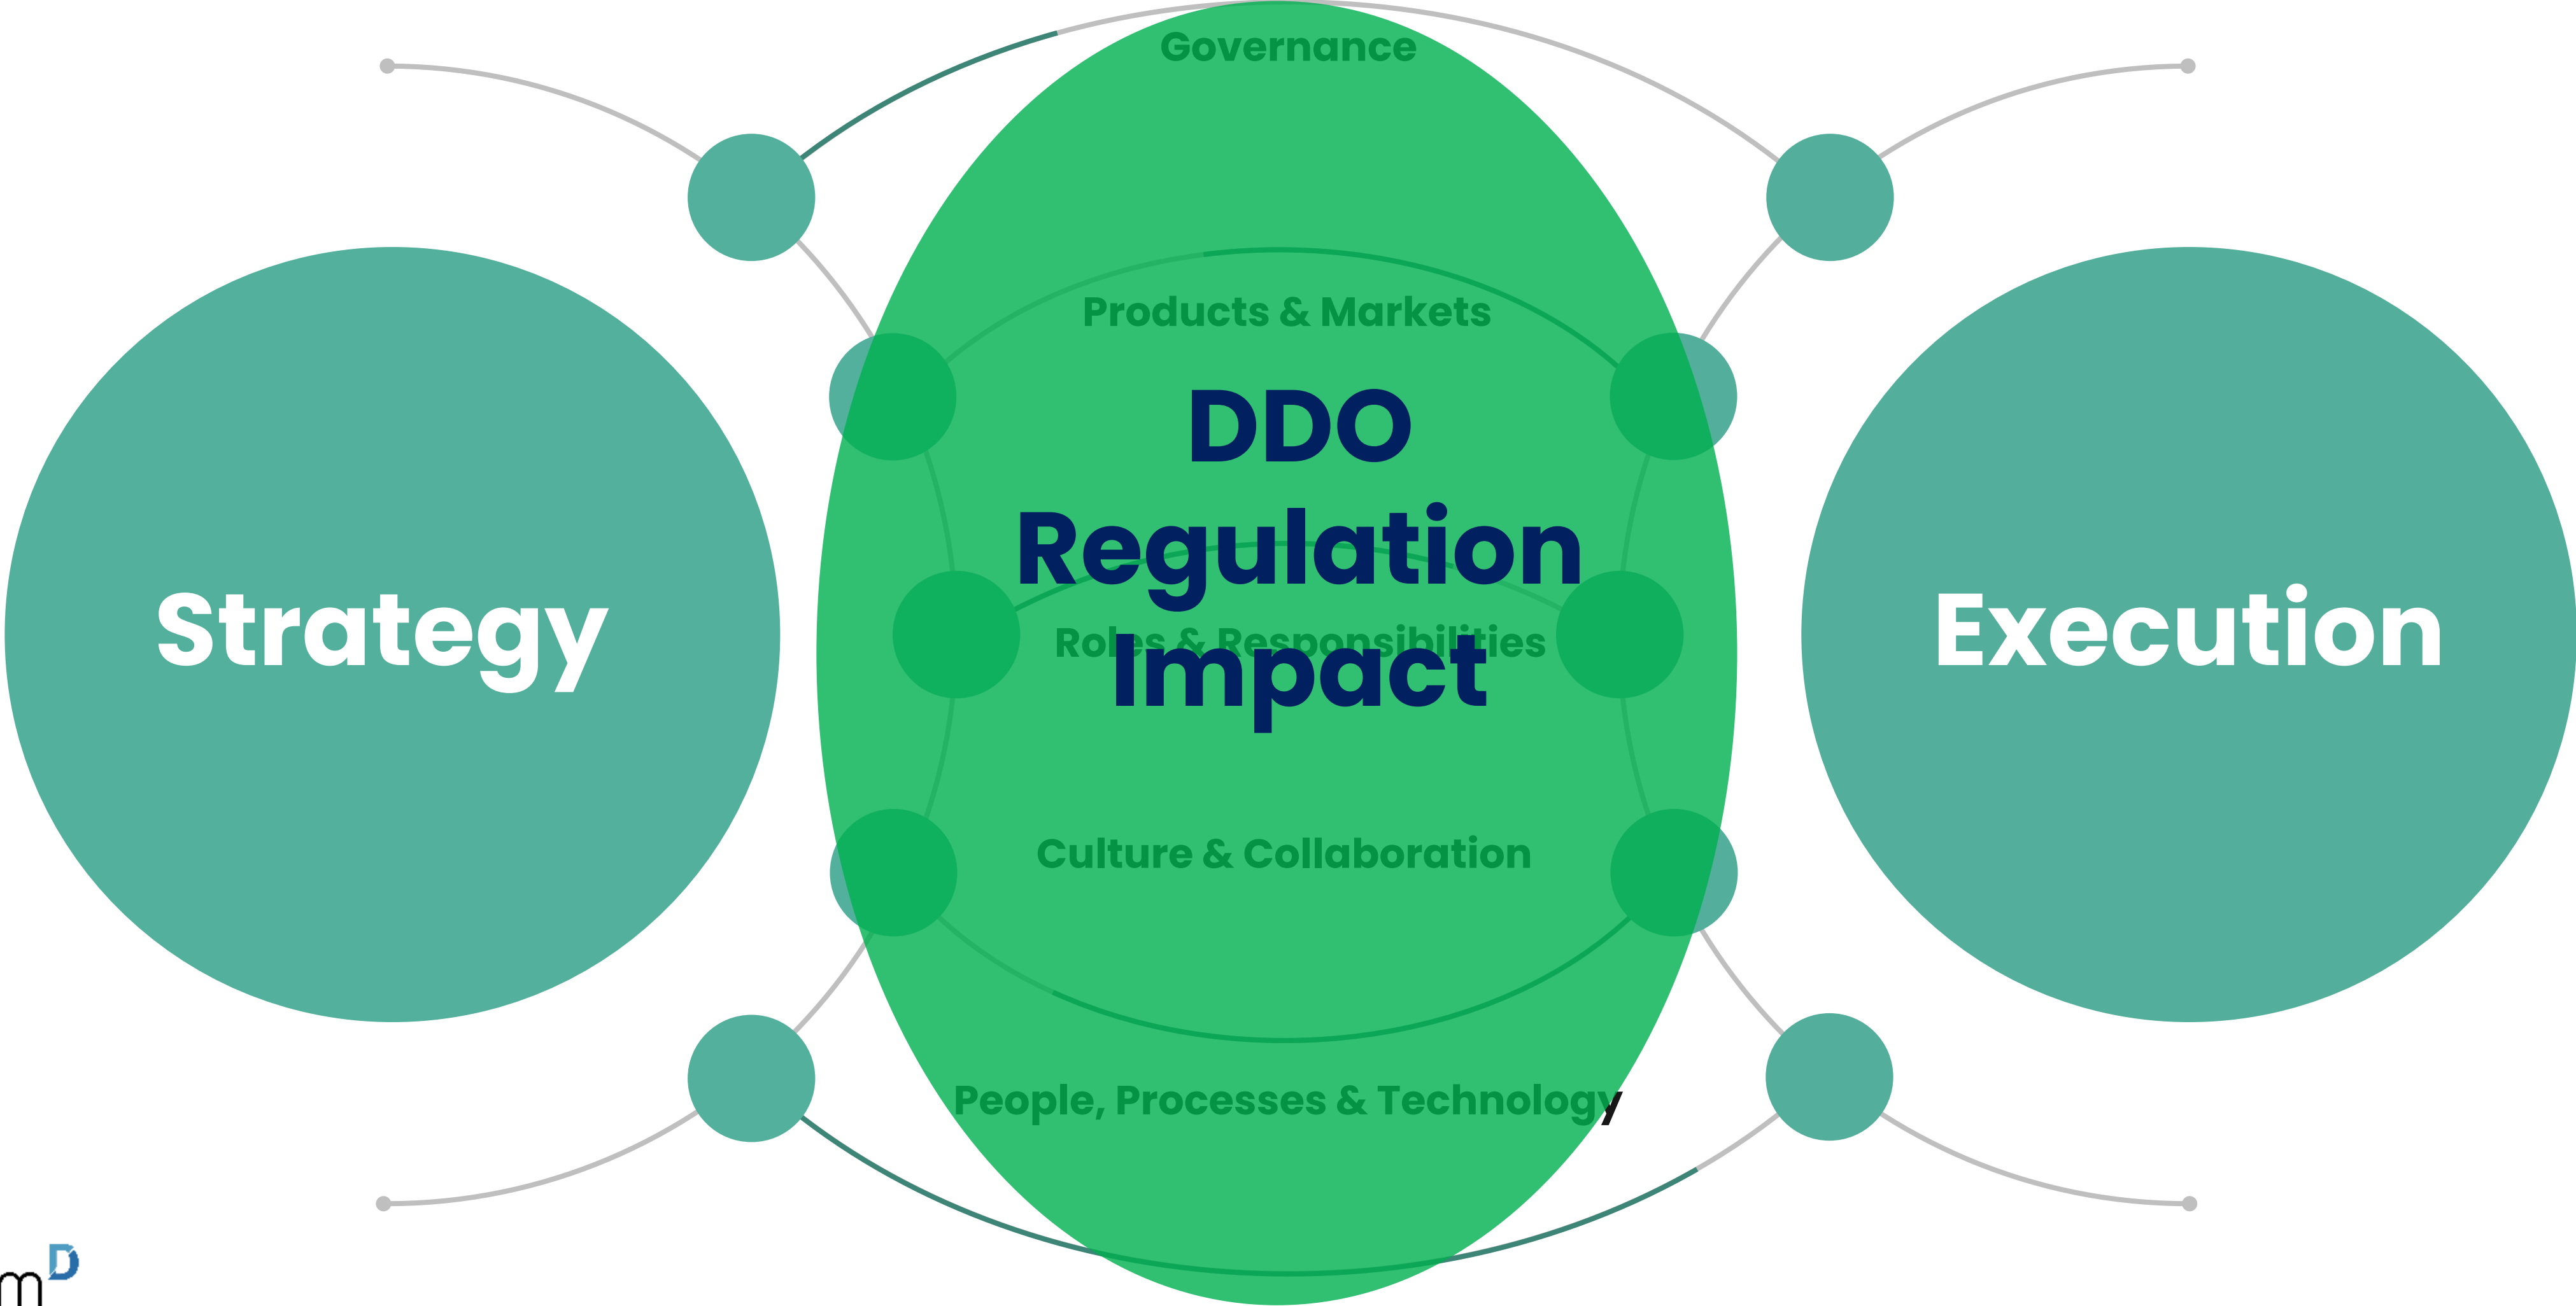 Governance
Products & Markets
DDO
Regulation
Impact
Roles & Responsibilities
Strategy
Execution
Culture & Collaboration
People, Processes & Technology
m
D